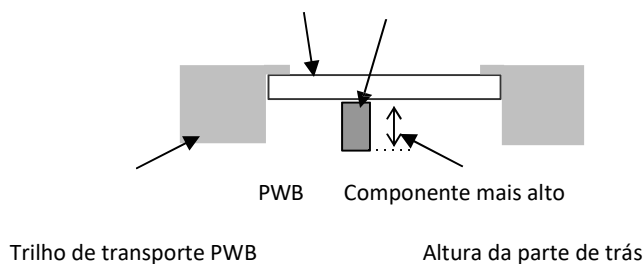 PWB Componente mais alto
Trilho de transporte PWB Altura da parte de trás